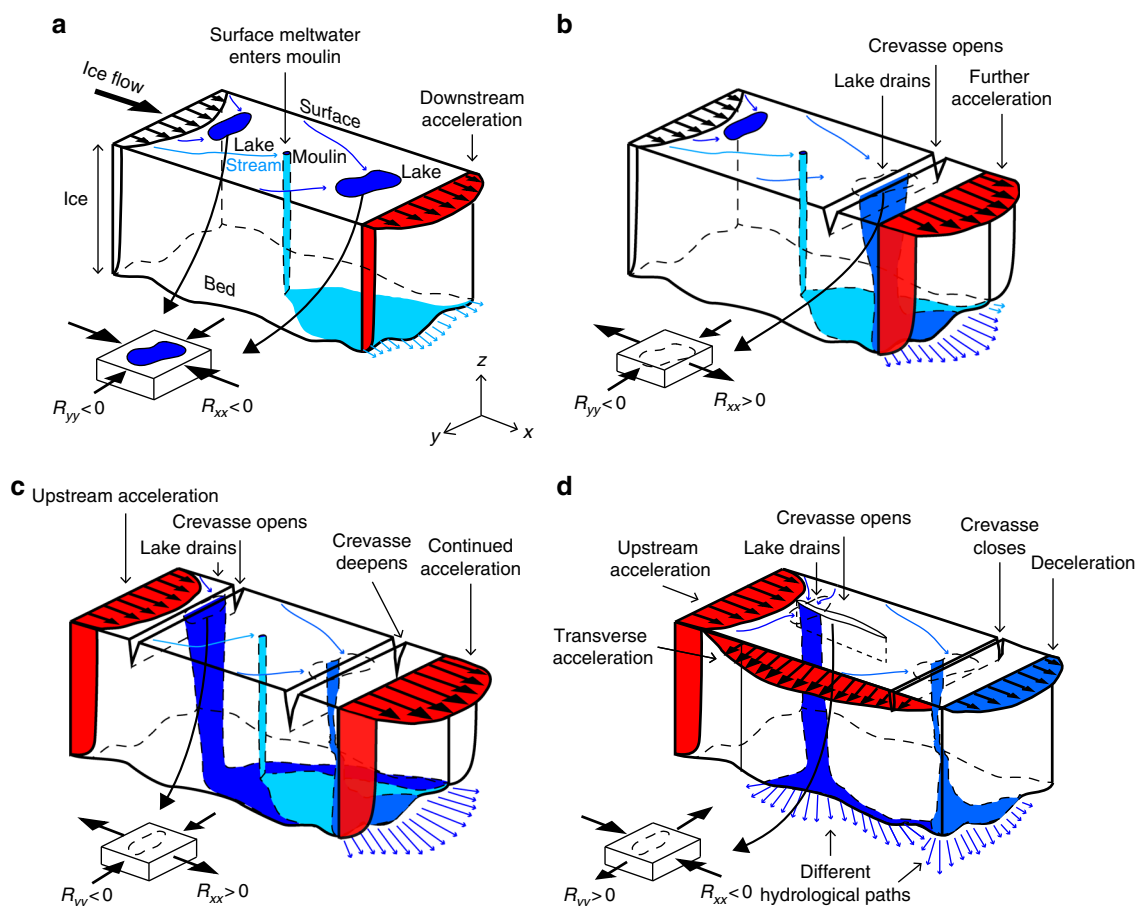 a
Surface meltwater
enters moulin
Ice flow
Surface
Downstream
acceleration
Lake
Stream
Moulin
Lake
Ice
Bed
R_yy<0
R_xx<0
z
y
x
b
Crevasse opens
Lake drains
Further
acceleration
R_yy<0
R_xx>0
c
Upstream acceleration
Crevasse opens
Lake drains
Crevasse
deepens
Continued
acceleration
R_yy<0
R_xx>0
d
Crevasse opens
Lake drains
Upstream
acceleration
Crevasse
closes
Deceleration
Transverse
acceleration
R_yy>0
R_xx<0
Different
hydrological paths